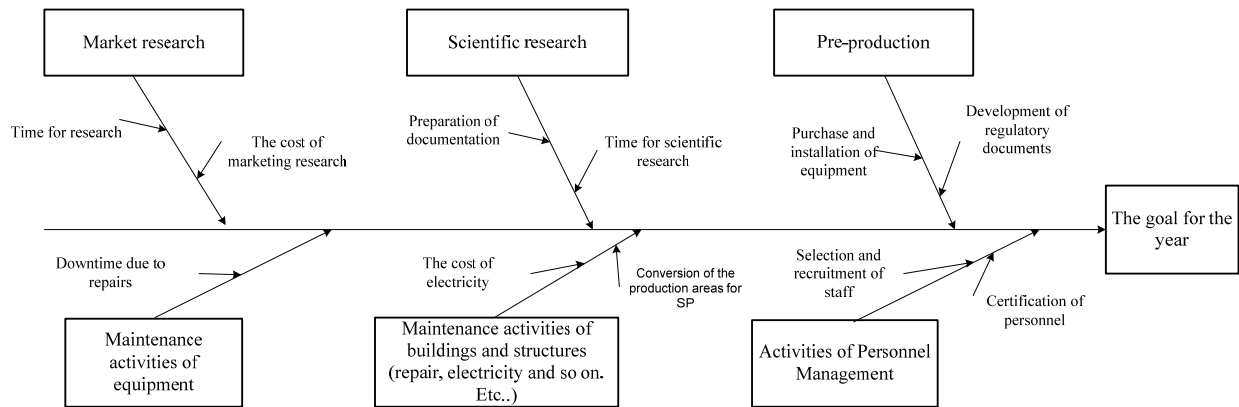 Market research
Scientific research
Pre-production
Time for research
The cost of
marketing research
Preparation of
documentation
Time for scientific
research
Purchase and
installation of
equipment
Development of
regulatory
documents
The goal for the
year
Downtime due to
repairs
The cost of
electricity
Conversion of the
production areas for
SP
Selection and
recruitment of
staff
Certification of
personnel
Maintenance
activities of
equipment
Maintenance activities of
buildings and structures
(repair, electricity and so on.
Etc..)
Activities of Personnel
Management